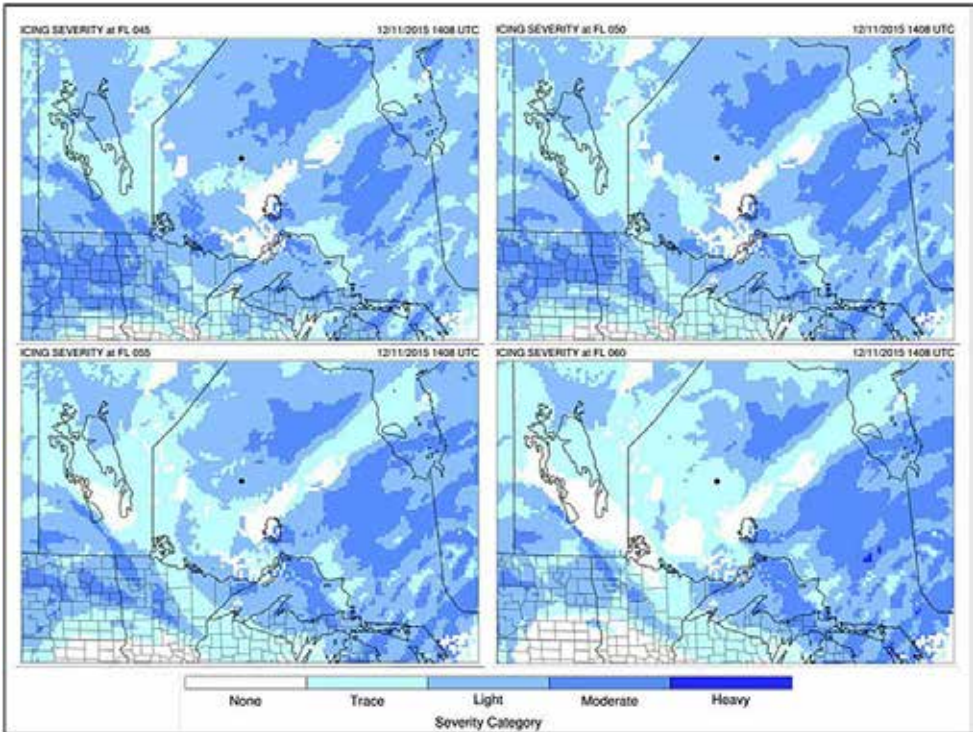 ICING SEVERITY at FL 045 12/11/2015 1408 UTC
ICING SEVERITY at FL 050 12/11/2015 1408 UTC
ICING SEVERITY at FL 055 12/11/2015 1408 UTC
ICING SEVERITY at FL 060 12/11/2015 1408 UTC
None Trace Light Moderate Heavy
Severity Category